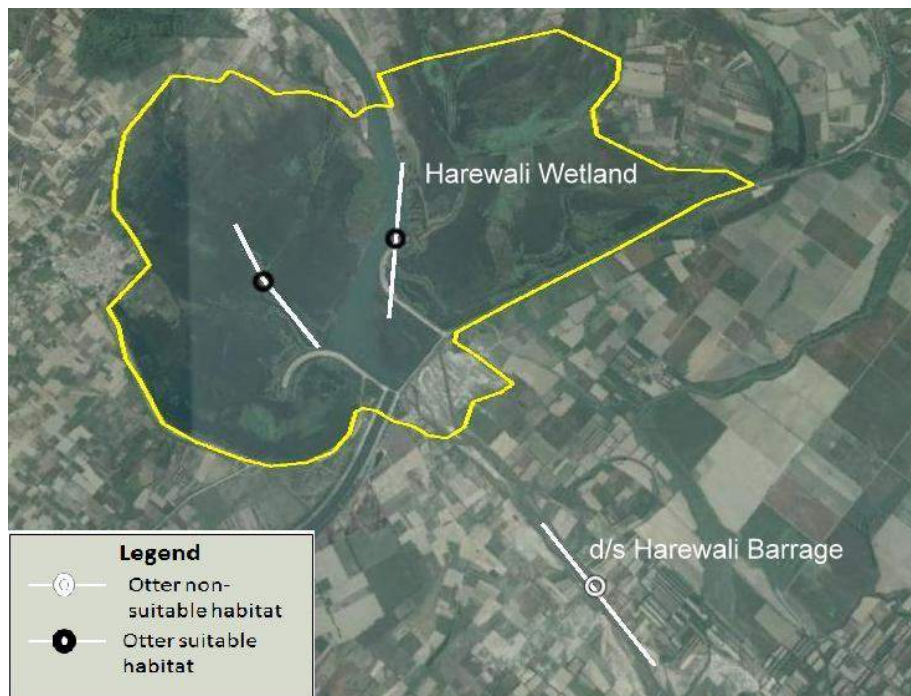 Harewali Wetland
d/s Harewali Barrage
Legend
Otter non-
suitable habitat
Otter suitable
habitat